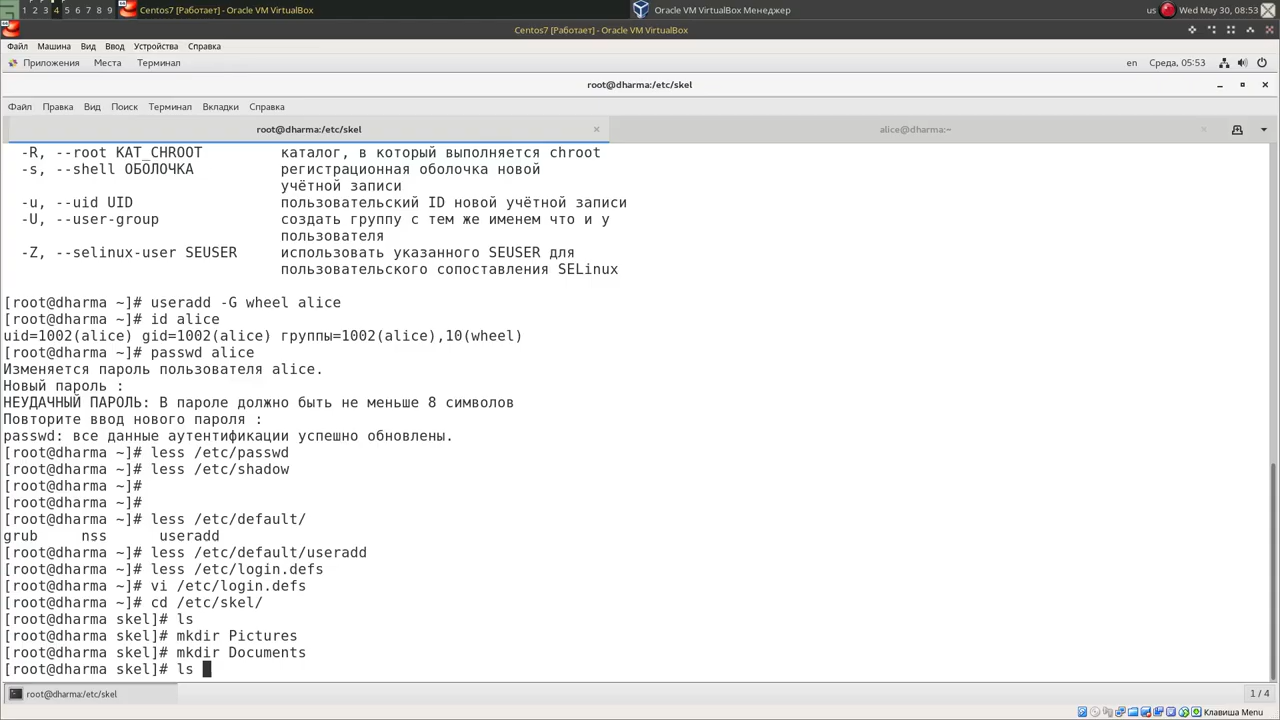 1 2 3 4 5 6 7 8 9 Centos7 [Работает] - Oracle VM VirtualBox Oracle VM VirtualBox Менеджер us Wed May 30, 08:53
Centos7 [Работает] - Oracle VM VirtualBox
Файл Машина Вид Ввод Устройства Справка
Приложения Места Терминал en Среда, 05:53
root@dharma:/etc/skel
Файл Правка Вид Поиск Терминал Вкладки Справка
root@dharma:/etc/skel × alice@dharma:~ ×
-R, --root KAT_CHROOT каталог, в который выполняется chroot
-s, --shell ОБОЛОЧКА регистрационная оболочка новой
учётной записи
-u, --uid UID пользовательский ID новой учётной записи
-U, --user-group создать группу с тем же именем что и у
пользователя
-Z, --selinux-user SEUSER использовать указанного SEUSER для
пользовательского сопоставления SELinux
[root@dharma ~]# useradd -G wheel alice
[root@dharma ~]# id alice
uid=1002(alice) gid=1002(alice) группы=1002(alice),10(wheel)
[root@dharma ~]# passwd alice
Изменяется пароль пользователя alice.
Новый пароль :
НЕУДАЧНЫЙ ПАРОЛЬ: В пароле должно быть не меньше 8 символов
Повторите ввод нового пароля :
passwd: все данные аутентификации успешно обновлены.
[root@dharma ~]# less /etc/passwd
[root@dharma ~]# less /etc/shadow
[root@dharma ~]#
[root@dharma ~]#
[root@dharma ~]# less /etc/default/
grub nss useradd
[root@dharma ~]# less /etc/default/useradd
[root@dharma ~]# less /etc/login.defs
[root@dharma ~]# vi /etc/login.defs
[root@dharma ~]# cd /etc/skel/
[root@dharma skel]# ls
[root@dharma skel]# mkdir Pictures
[root@dharma skel]# mkdir Documents
[root@dharma skel]# ls
root@dharma:/etc/skel 1 / 4
Клавиша Menu